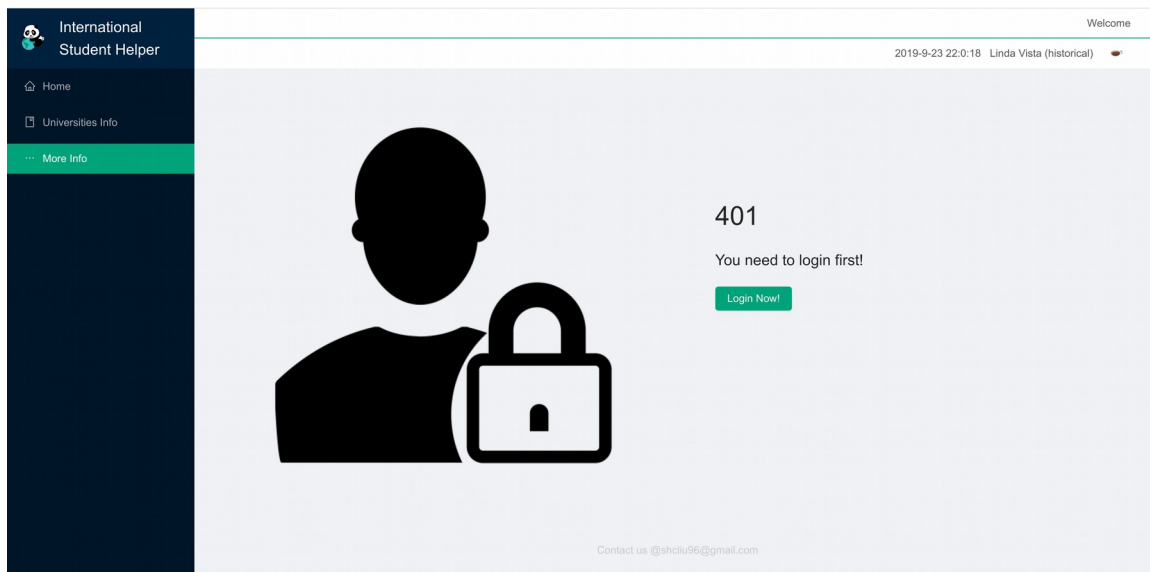 International
Student Helper
Welcome
2019-9-23 22:0:18 Linda Vista (historical)
Home
Universities Info
More Info
401
You need to login first!
Login Now!
Contact us @shcliu96@gmail.com